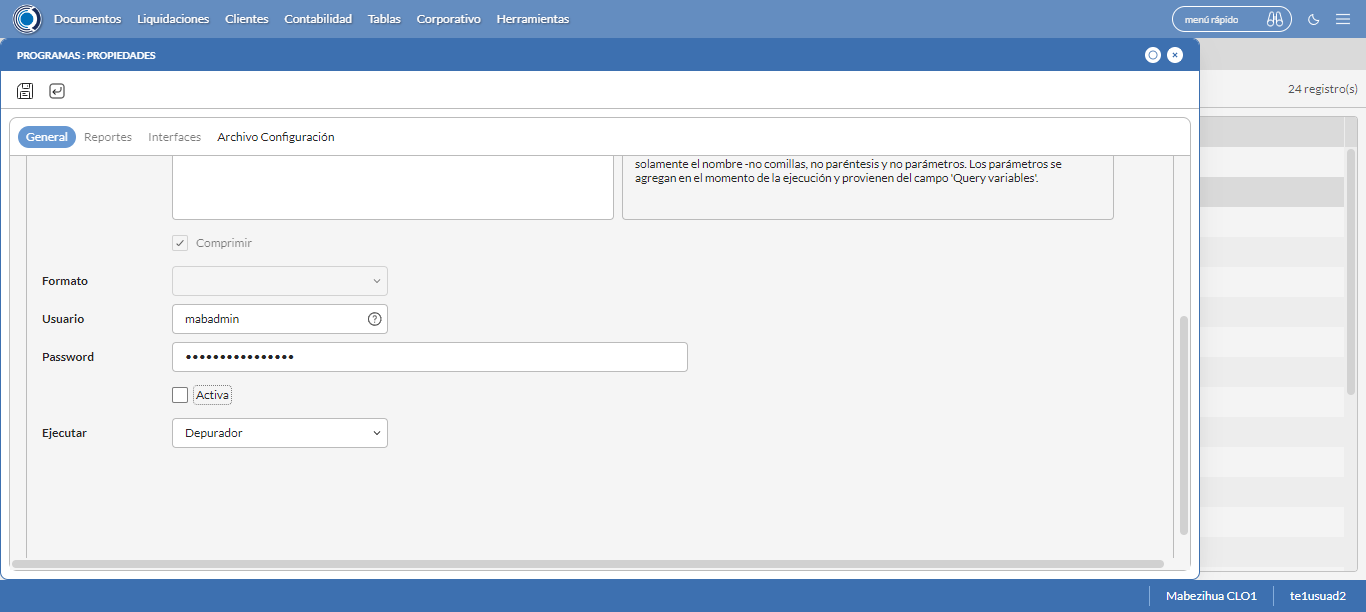 Documentos Liquidaciones Clientes Contabilidad Tablas Corporativo Herramientas menú rápido
PROGRAMAS : PROPIEDADES
24 registro(s)
General Reportes Interfaces Archivo Configuración
solamente el nombre -no comillas, no paréntesis y no parámetros. Los parámetros se
agregan en el momento de la ejecución y provienen del campo 'Query variables'.
Comprimir
Formato
Usuario mabadmin
Password ••••••••••••••••
Activa
Ejecutar Depurador
Mabezihua CLO1 te1usuad2